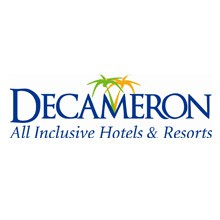 DECAMERON
All Inclusive Hotels & Resorts